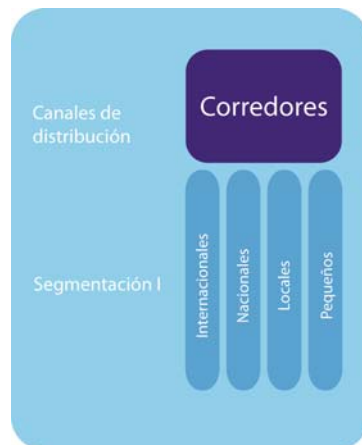 Canales de
distribución
Corredores
Segmentación I
Internacionales
Nacionales
Locales
Pequeños